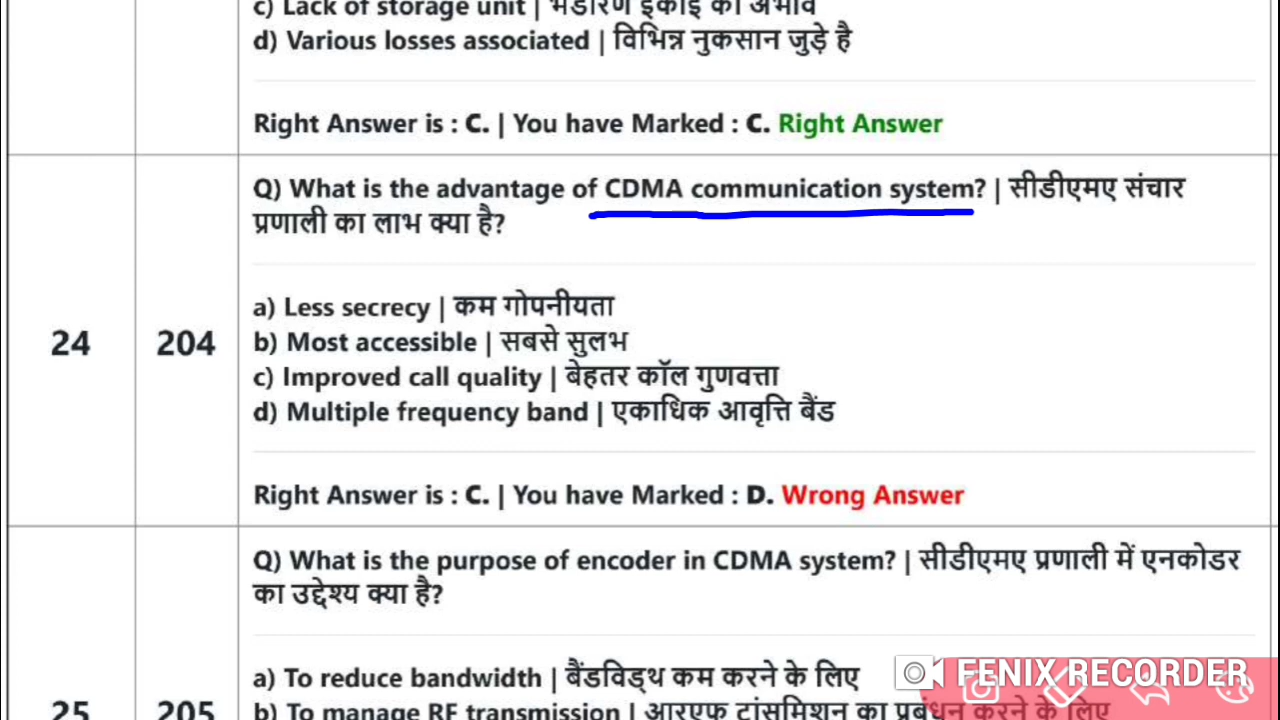 c) Lack of storage unit | भंडारण इकाई का अभाव
d) Various losses associated | विभिन्न नुकसान जुड़े है
Right Answer is : C. | You have Marked : C. Right Answer
Q) What is the advantage of CDMA communication system? | सीडीएमए संचार
प्रणाली का लाभ क्या है?
24
204
a) Less secrecy | कम गोपनीयता
b) Most accessible | सबसे सुलभ
c) Improved call quality | बेहतर कॉल गुणवत्ता
d) Multiple frequency band | एकाधिक आवृत्ति बैंड
Right Answer is : C. | You have Marked : D. Wrong Answer
Q) What is the purpose of encoder in CDMA system? | सीडीएमए प्रणाली में एनकोडर
का उद्देश्य क्या है?
25
205
a) To reduce bandwidth | बैंडविड्थ कम करने के लिए
b) To manage RF transmission | आरएफ ट्रांसमिशन का प्रबंधन करने के लिए
FENIX RECORDER